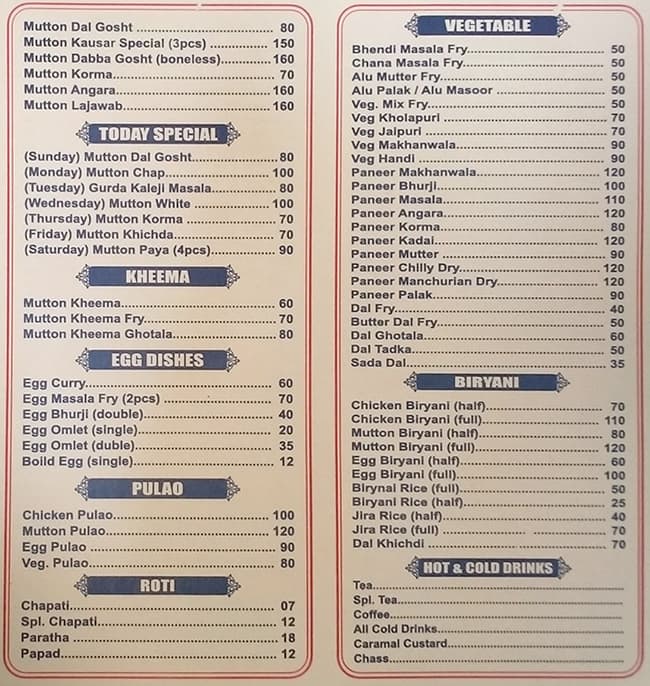 Mutton Dal Gosht 80
Mutton Kausar Special (3pcs) 150
Mutton Dabba Gosht (boneless) 160
Mutton Korma 70
Mutton Angara 160
Mutton Lajawab 160
TODAY SPECIAL
(Sunday) Mutton Dal Gosht 80
(Monday) Mutton Chap 100
(Tuesday) Gurda Kaleji Masala 80
(Wednesday) Mutton White 100
(Thursday) Mutton Korma 70
(Friday) Mutton Khichda 70
(Saturday) Mutton Paya (4pcs) 90
KHEEMA
Mutton Kheema 60
Mutton Kheema Fry 70
Mutton Kheema Ghotala 80
EGG DISHES
Egg Curry 60
Egg Masala Fry (2pcs) 70
Egg Bhurji (double) 40
Egg Omlet (single) 20
Egg Omlet (duble) 35
Boild Egg (single) 12
PULAO
Chicken Pulao 100
Mutton Pulao 120
Egg Pulao 90
Veg. Pulao 80
ROTI
Chapati 07
Spl. Chapati 12
Paratha 18
Papad 12
VEGETABLE
Bhendi Masala Fry 50
Chana Masala Fry 50
Alu Mutter Fry 50
Alu Palak / Alu Masoor 50
Veg. Mix Fry 50
Veg Kholapuri 70
Veg Jaipuri 70
Veg Makhanwala 90
Veg Handi 90
Paneer Makhanwala 120
Paneer Bhurji 100
Paneer Masala 110
Paneer Angara 120
Paneer Korma 80
Paneer Kadai 120
Paneer Mutter 90
Paneer Chilly Dry 120
Paneer Manchurian Dry 120
Paneer Palak 90
Dal Fry 40
Butter Dal Fry 50
Dal Ghotala 60
Dal Tadka 50
Sada Dal 35
BIRYANI
Chicken Biryani (half) 70
Chicken Biryani (full) 110
Mutton Biryani (half) 80
Mutton Biryani (full) 120
Egg Biryani (half) 60
Egg Biryani (full) 100
Birynai Rice (full) 50
Biryani Rice (half) 25
Jira Rice (half) 40
Jira Rice (full) 70
Dal Khichdi 70
HOT & COLD DRINKS
Tea
Spl. Tea
Coffee
All Cold Drinks
Caramal Custard
Chass